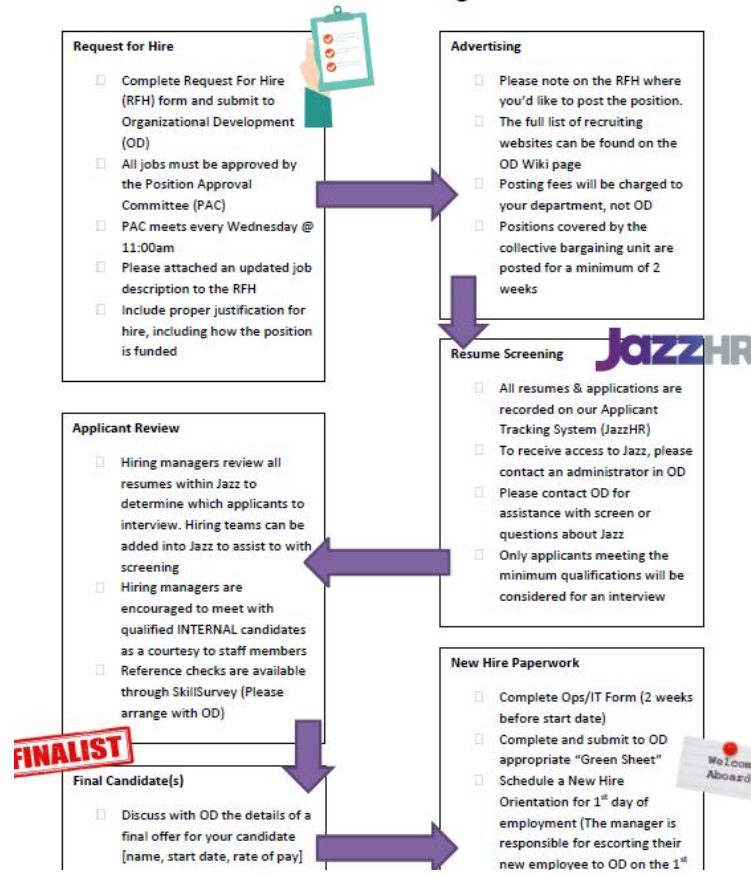 Request for Hire
Complete Request For Hire
(RFH) form and submit to
Organizational Development
(OD)
All jobs must be approved by
the Position Approval
Committee (PAC)
PAC meets every Wednesday @
11:00am
Please attached an updated job
description to the RFH
Include proper justification for
hire, including how the position
is funded
Advertising
Please note on the RFH where
you'd like to post the position.
The full list of recruiting
websites can be found on the
OD Wiki page
Posting fees will be charged to
your department, not OD
Positions covered by the
collective bargaining unit are
posted for a minimum of 2
weeks
JazzHR
Resume Screening
All resumes & applications are
recorded on our Applicant
Tracking System (JazzHR)
To receive access to Jazz, please
contact an administrator in OD
Please contact OD for
assistance with screen or
questions about Jazz
Only applicants meeting the
minimum qualifications will be
considered for an interview
Applicant Review
Hiring managers review all
resumes within Jazz to
determine which applicants to
interview. Hiring teams can be
added into Jazz to assist to with
screening
Hiring managers are
encouraged to meet with
qualified INTERNAL candidates
as a courtesy to staff members
Reference checks are available
through SkillSurvey (Please
arrange with OD)
FINALIST
Final Candidate(s)
Discuss with OD the details of a
final offer for your candidate
[name, start date, rate of pay]
New Hire Paperwork
Complete Ops/IT Form (2 weeks
before start date)
Complete and submit to OD
appropriate "Green Sheet"
Schedule a New Hire
Orientation for 1st day of
employment (The manager is
responsible for escorting their
new employee to OD on the 1st
Welcom
Aboard